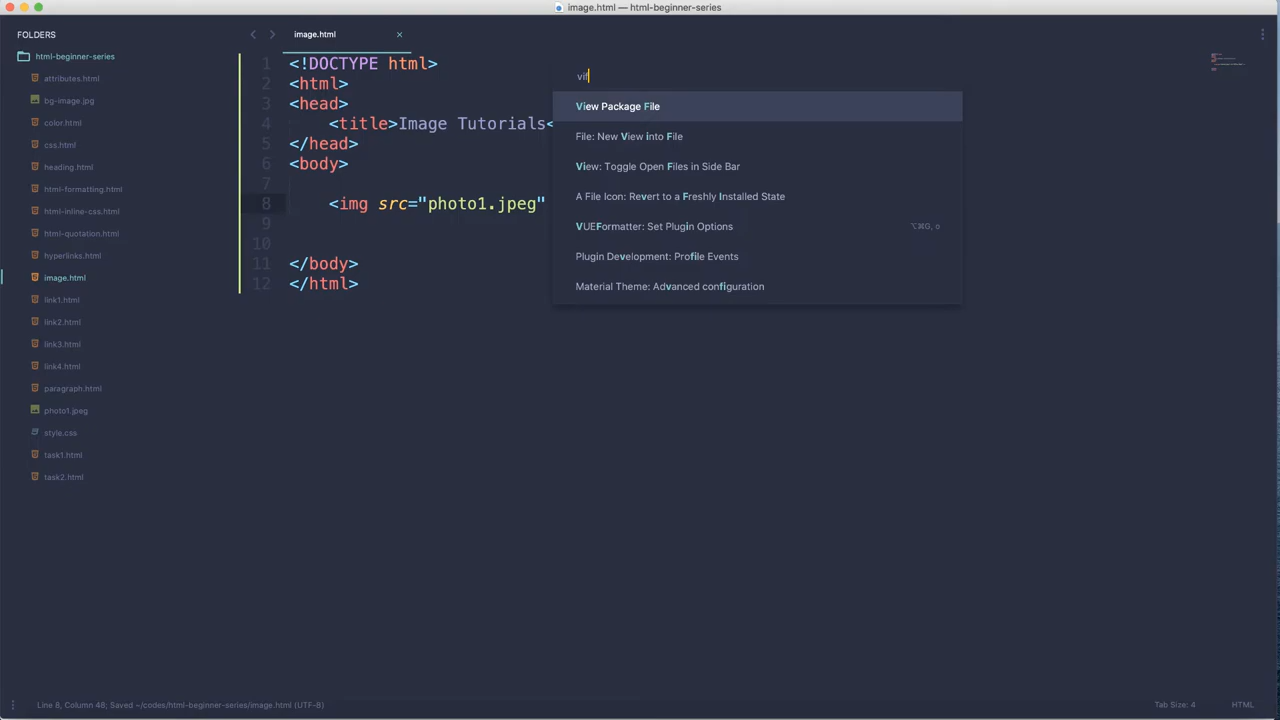 image.html — html-beginner-series
FOLDERS
html-beginner-series
attributes.html
bg-image.jpg
color.html
css.html
heading.html
html-formatting.html
html-inline-css.html
html-quotation.html
hyperlinks.html
image.html
link1.html
link2.html
link3.html
link4.html
paragraph.html
photo1.jpeg
style.css
task1.html
task2.html
image.html ×
1 <!DOCTYPE html>
2 <html>
3 <head>
4 <title>Image Tutorials<
5 </head>
6 <body>
7
8 <img src="photo1.jpeg"
9
10
11 </body>
12 </html>
vif
View Package File
File: New View into File
View: Toggle Open Files in Side Bar
A File Icon: Revert to a Freshly Installed State
VUEFormatter: Set Plugin Options ⌥⌘G, o
Plugin Development: Profile Events
Material Theme: Advanced configuration
Line 8, Column 48; Saved ~/codes/html-beginner-series/image.html (UTF-8)
Tab Size: 4
HTML